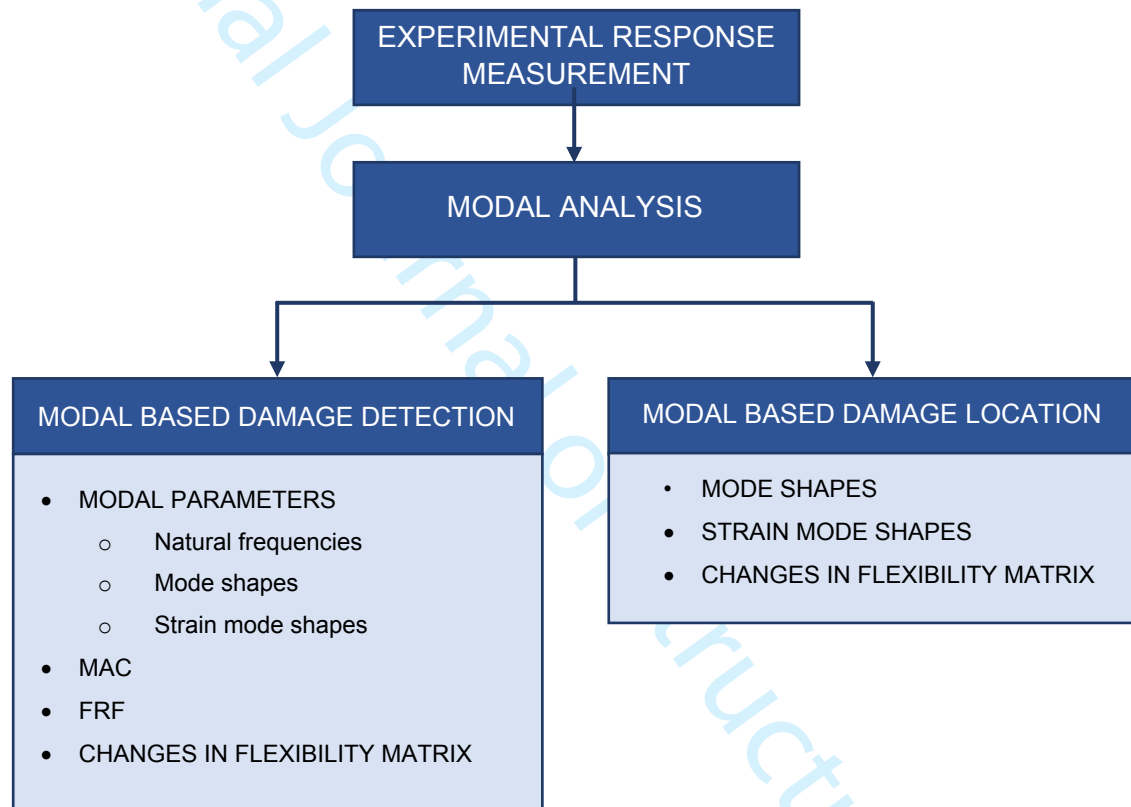 EXPERIMENTAL RESPONSE
MEASUREMENT
MODAL ANALYSIS
MODAL BASED DAMAGE DETECTION
• MODAL PARAMETERS
o Natural frequencies
o Mode shapes
o Strain mode shapes
• MAC
• FRF
• CHANGES IN FLEXIBILITY MATRIX
MODAL BASED DAMAGE LOCATION
• MODE SHAPES
• STRAIN MODE SHAPES
• CHANGES IN FLEXIBILITY MATRIX